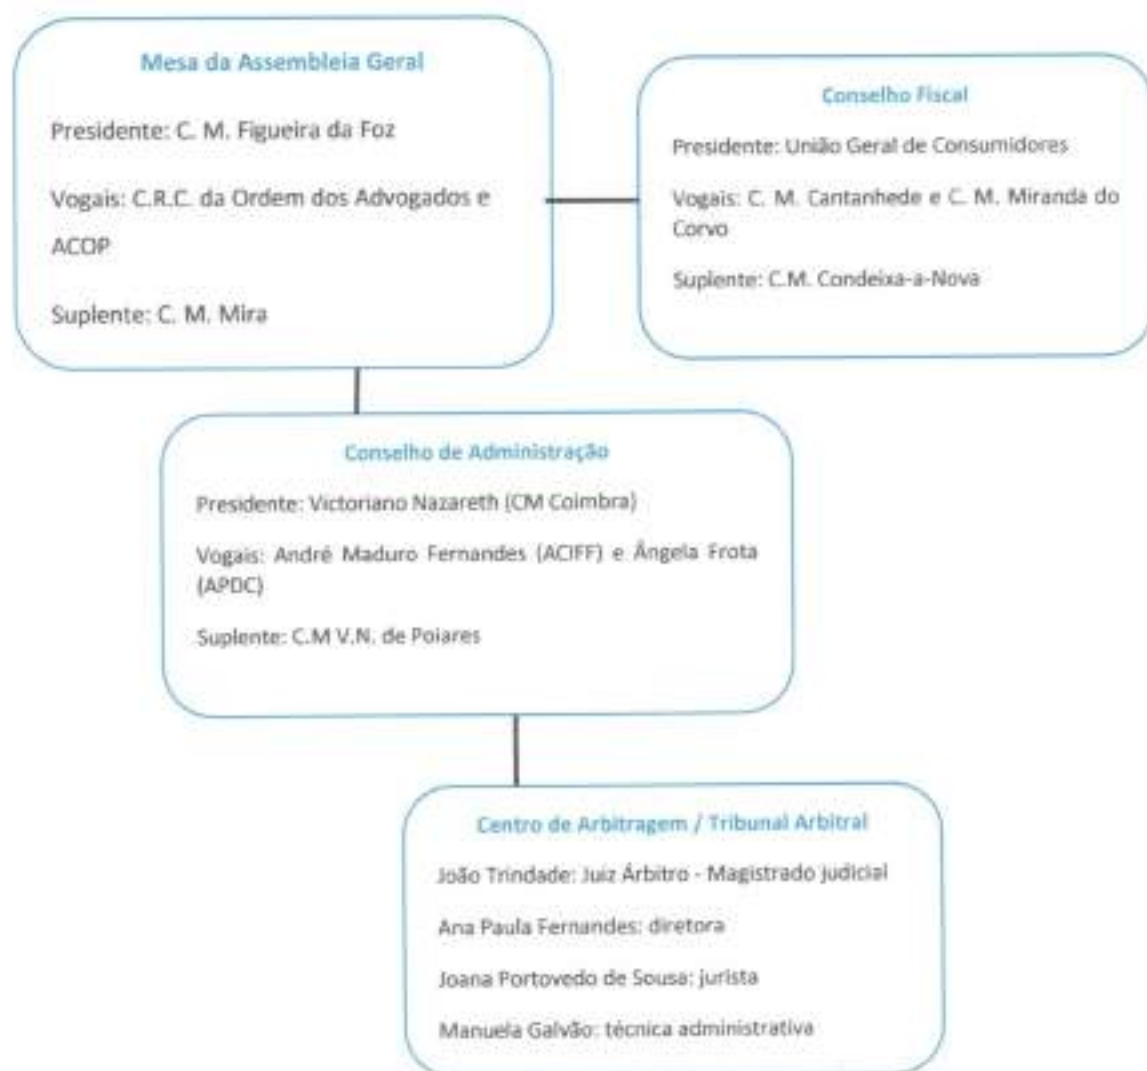 Mesa da Assembleia Geral
Presidente: C. M. Figueira da Foz
Vogais: C.R.C. da Ordem dos Advogados e
ACOP
Suplente: C. M. Mira
Conselho Fiscal
Presidente: União Geral de Consumidores
Vogais: C. M. Cantanhede e C. M. Miranda do
Corvo
Suplente: C.M. Condeixa-a-Nova
Conselho de Administração
Presidente: Victoriano Nazareth (CM Coimbra)
Vogais: André Maduro Fernandes (ACIFF) e Ângela Frota
(APDC)
Suplente: C.M V.N. de Poiares
Centro de Arbitragem / Tribunal Arbitral
João Trindade: Juiz Árbitro - Magistrado judicial
Ana Paula Fernandes: diretora
Joana Portovedo de Sousa: jurista
Manuela Galvão: técnica administrativa